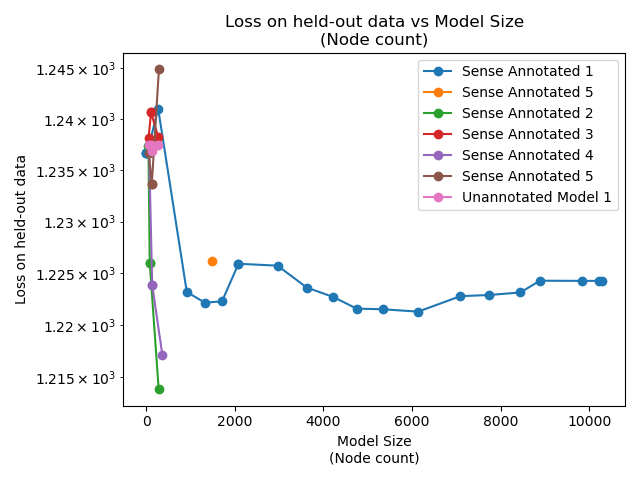 Loss on held-out data vs Model Size
(Node count)
1.245 × 10³
1.24 × 10³
1.235 × 10³
1.23 × 10³
1.225 × 10³
1.22 × 10³
1.215 × 10³
Loss on held-out data
Sense Annotated 1
Sense Annotated 5
Sense Annotated 2
Sense Annotated 3
Sense Annotated 4
Sense Annotated 5
Unannotated Model 1
0 2000 4000 6000 8000 10000
Model Size
(Node count)